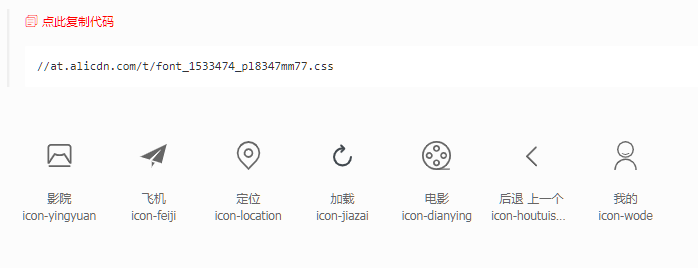 点此复制代码
//at.alicdn.com/t/font_1533474_pl8347mm77.css
影院 飞机 定位 加载 电影 后退 上一个 我的
icon-yingyuan icon-feiji icon-location icon-jiazai icon-dianying icon-houtuis... icon-wode